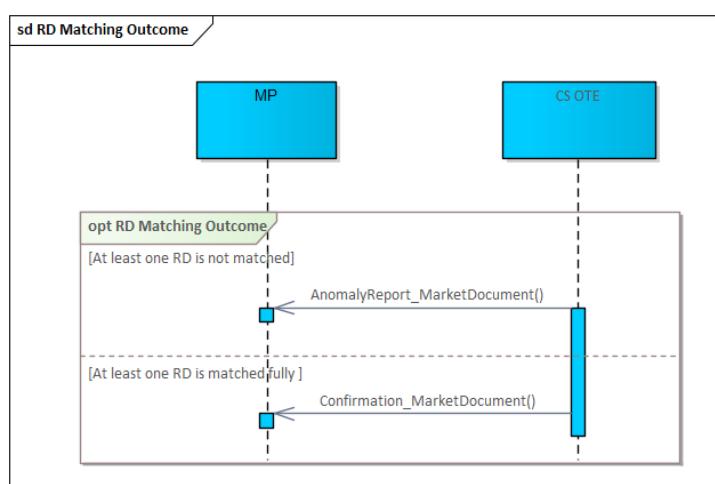 sd RD Matching Outcome
MP
CS OTE
opt RD Matching Outcome
[At least one RD is not matched]
AnomalyReport_MarketDocument()
[At least one RD is matched fully ]
Confirmation_MarketDocument()